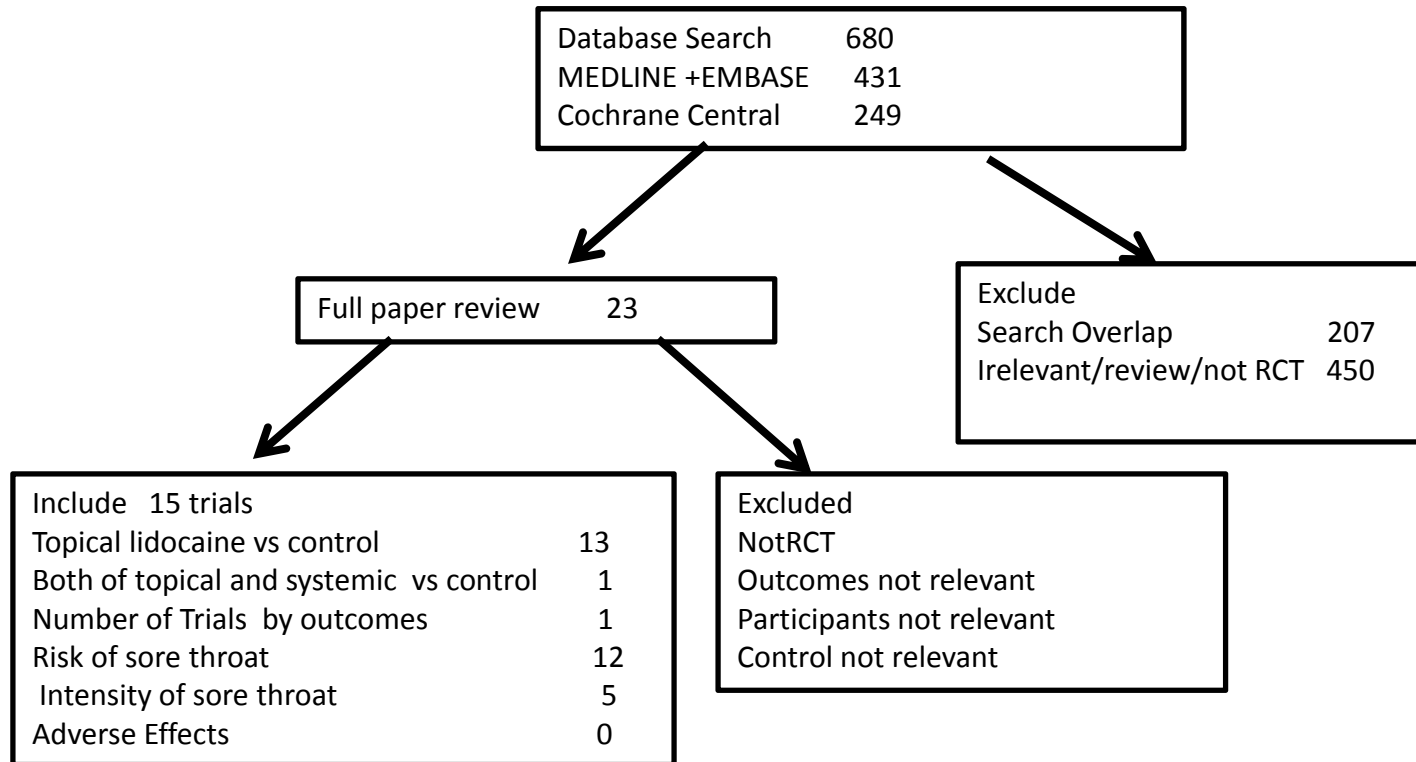 Database Search 680
MEDLINE +EMBASE 431
Cochrane Central 249
Full paper review 23
Exclude
Search Overlap 207
Irelevant/review/not RCT 450
Include 15 trials
Topical lidocaine vs control 13
Both of topical and systemic vs control 1
Number of Trials by outcomes 1
Risk of sore throat 12
Intensity of sore throat 5
Adverse Effects 0
Excluded
NotRCT
Outcomes not relevant
Participants not relevant
Control not relevant